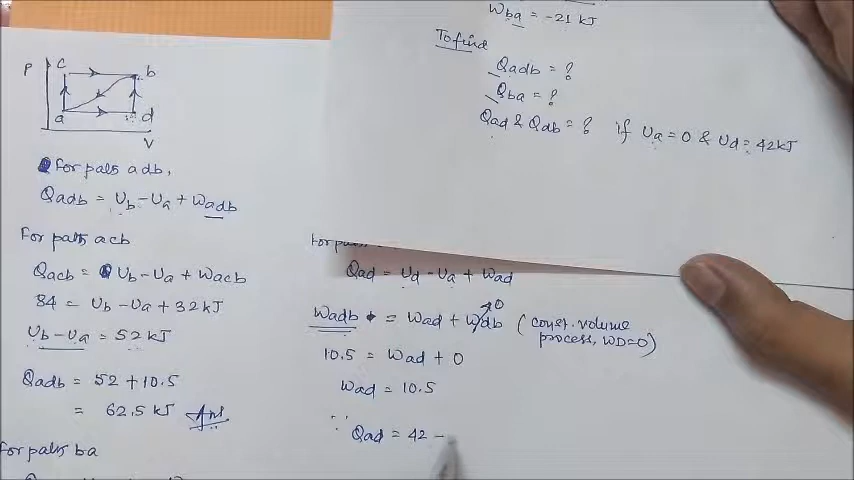 Wba = -21 kJ
To find
Qadb = ?
Qba = ?
Qad & Qdb = ? if Ua = 0 & Ud = 42kJ
P
c
b
a
d
V
For path adb,
Qadb = Ub - Ua + Wadb
For path acb
Qacb = Ub - Ua + Wacb
84 = Ub - Ua + 32 kJ
Ub - Ua = 52 kJ
Qadb = 52 + 10.5
= 62.5 kJ Ans
For path ba
Qad = Ud - Ua + Wad
Wadb = Wad + Wdb 0 (const. volume process, WD=0)
10.5 = Wad + 0
Wad = 10.5
∴ Qad = 42 -